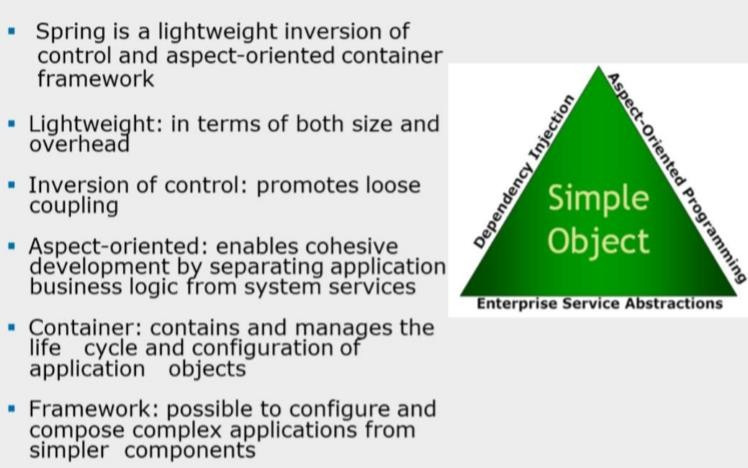 ▪ Spring is a lightweight inversion of
control and aspect-oriented container
framework
▪ Lightweight: in terms of both size and
overhead
▪ Inversion of control: promotes loose
coupling
▪ Aspect-oriented: enables cohesive
development by separating application
business logic from system services
▪ Container: contains and manages the
life cycle and configuration of
application objects
▪ Framework: possible to configure and
compose complex applications from
simpler components
Dependency Injection
Aspect-Oriented Programming
Simple
Object
Enterprise Service Abstractions